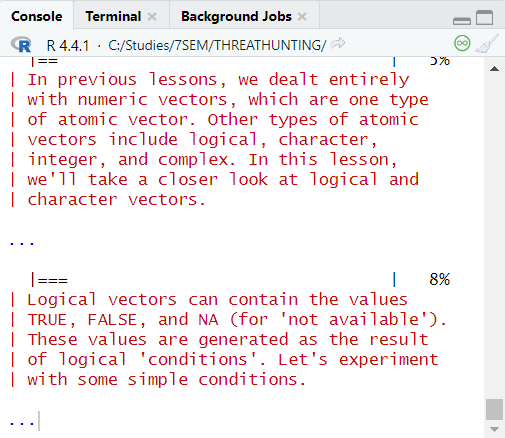 Console Terminal Background Jobs
R R 4.4.1 · C:/Studies/7SEM/THREATHUNTING/
|== | 5%
| In previous lessons, we dealt entirely
| with numeric vectors, which are one type
| of atomic vector. Other types of atomic
| vectors include logical, character,
| integer, and complex. In this lesson,
| we'll take a closer look at logical and
| character vectors.
...
|=== | 8%
| Logical vectors can contain the values
| TRUE, FALSE, and NA (for 'not available').
| These values are generated as the result
| of logical 'conditions'. Let's experiment
| with some simple conditions.
...